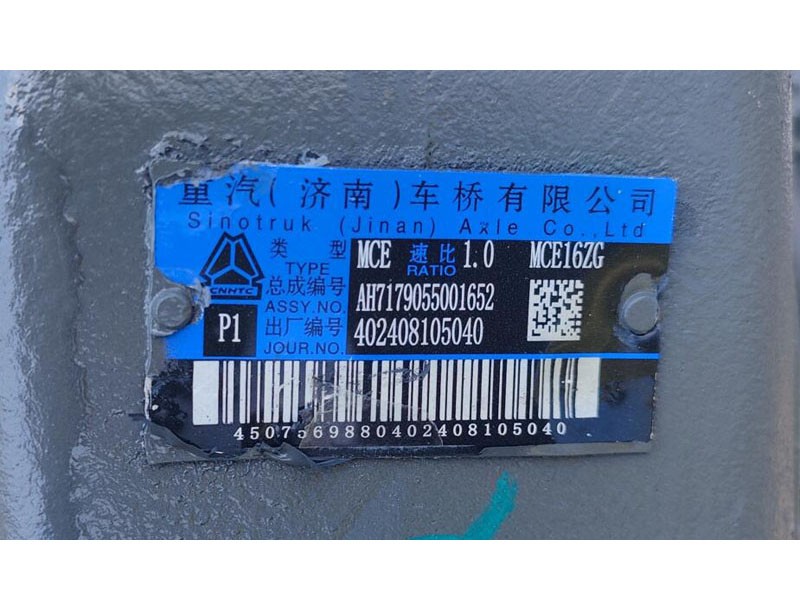 重汽(济南)车桥有限公司
Sinotruk (Jinan) Axle Co.,Ltd
类 型 TYPE MCE 速比 RATIO 1.0 MCE16ZG
CNHTC
总成编号 ASSY.NO. AH7179055001652
P1 出厂编号 JOUR.NO. 402408105040
4507569880402408105040